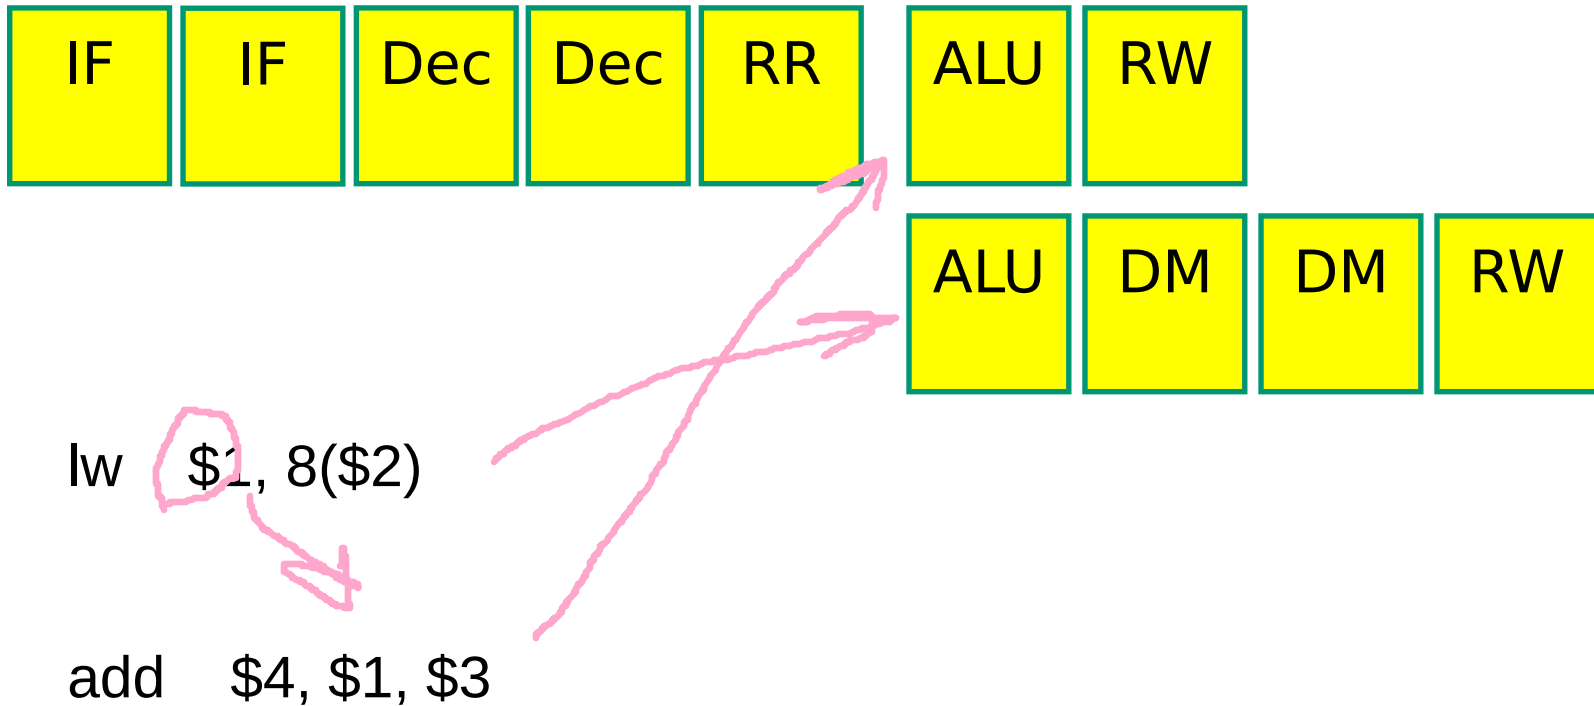 IF IF Dec Dec RR ALU RW
ALU DM DM RW
lw $1, 8($2)
add $4, $1, $3